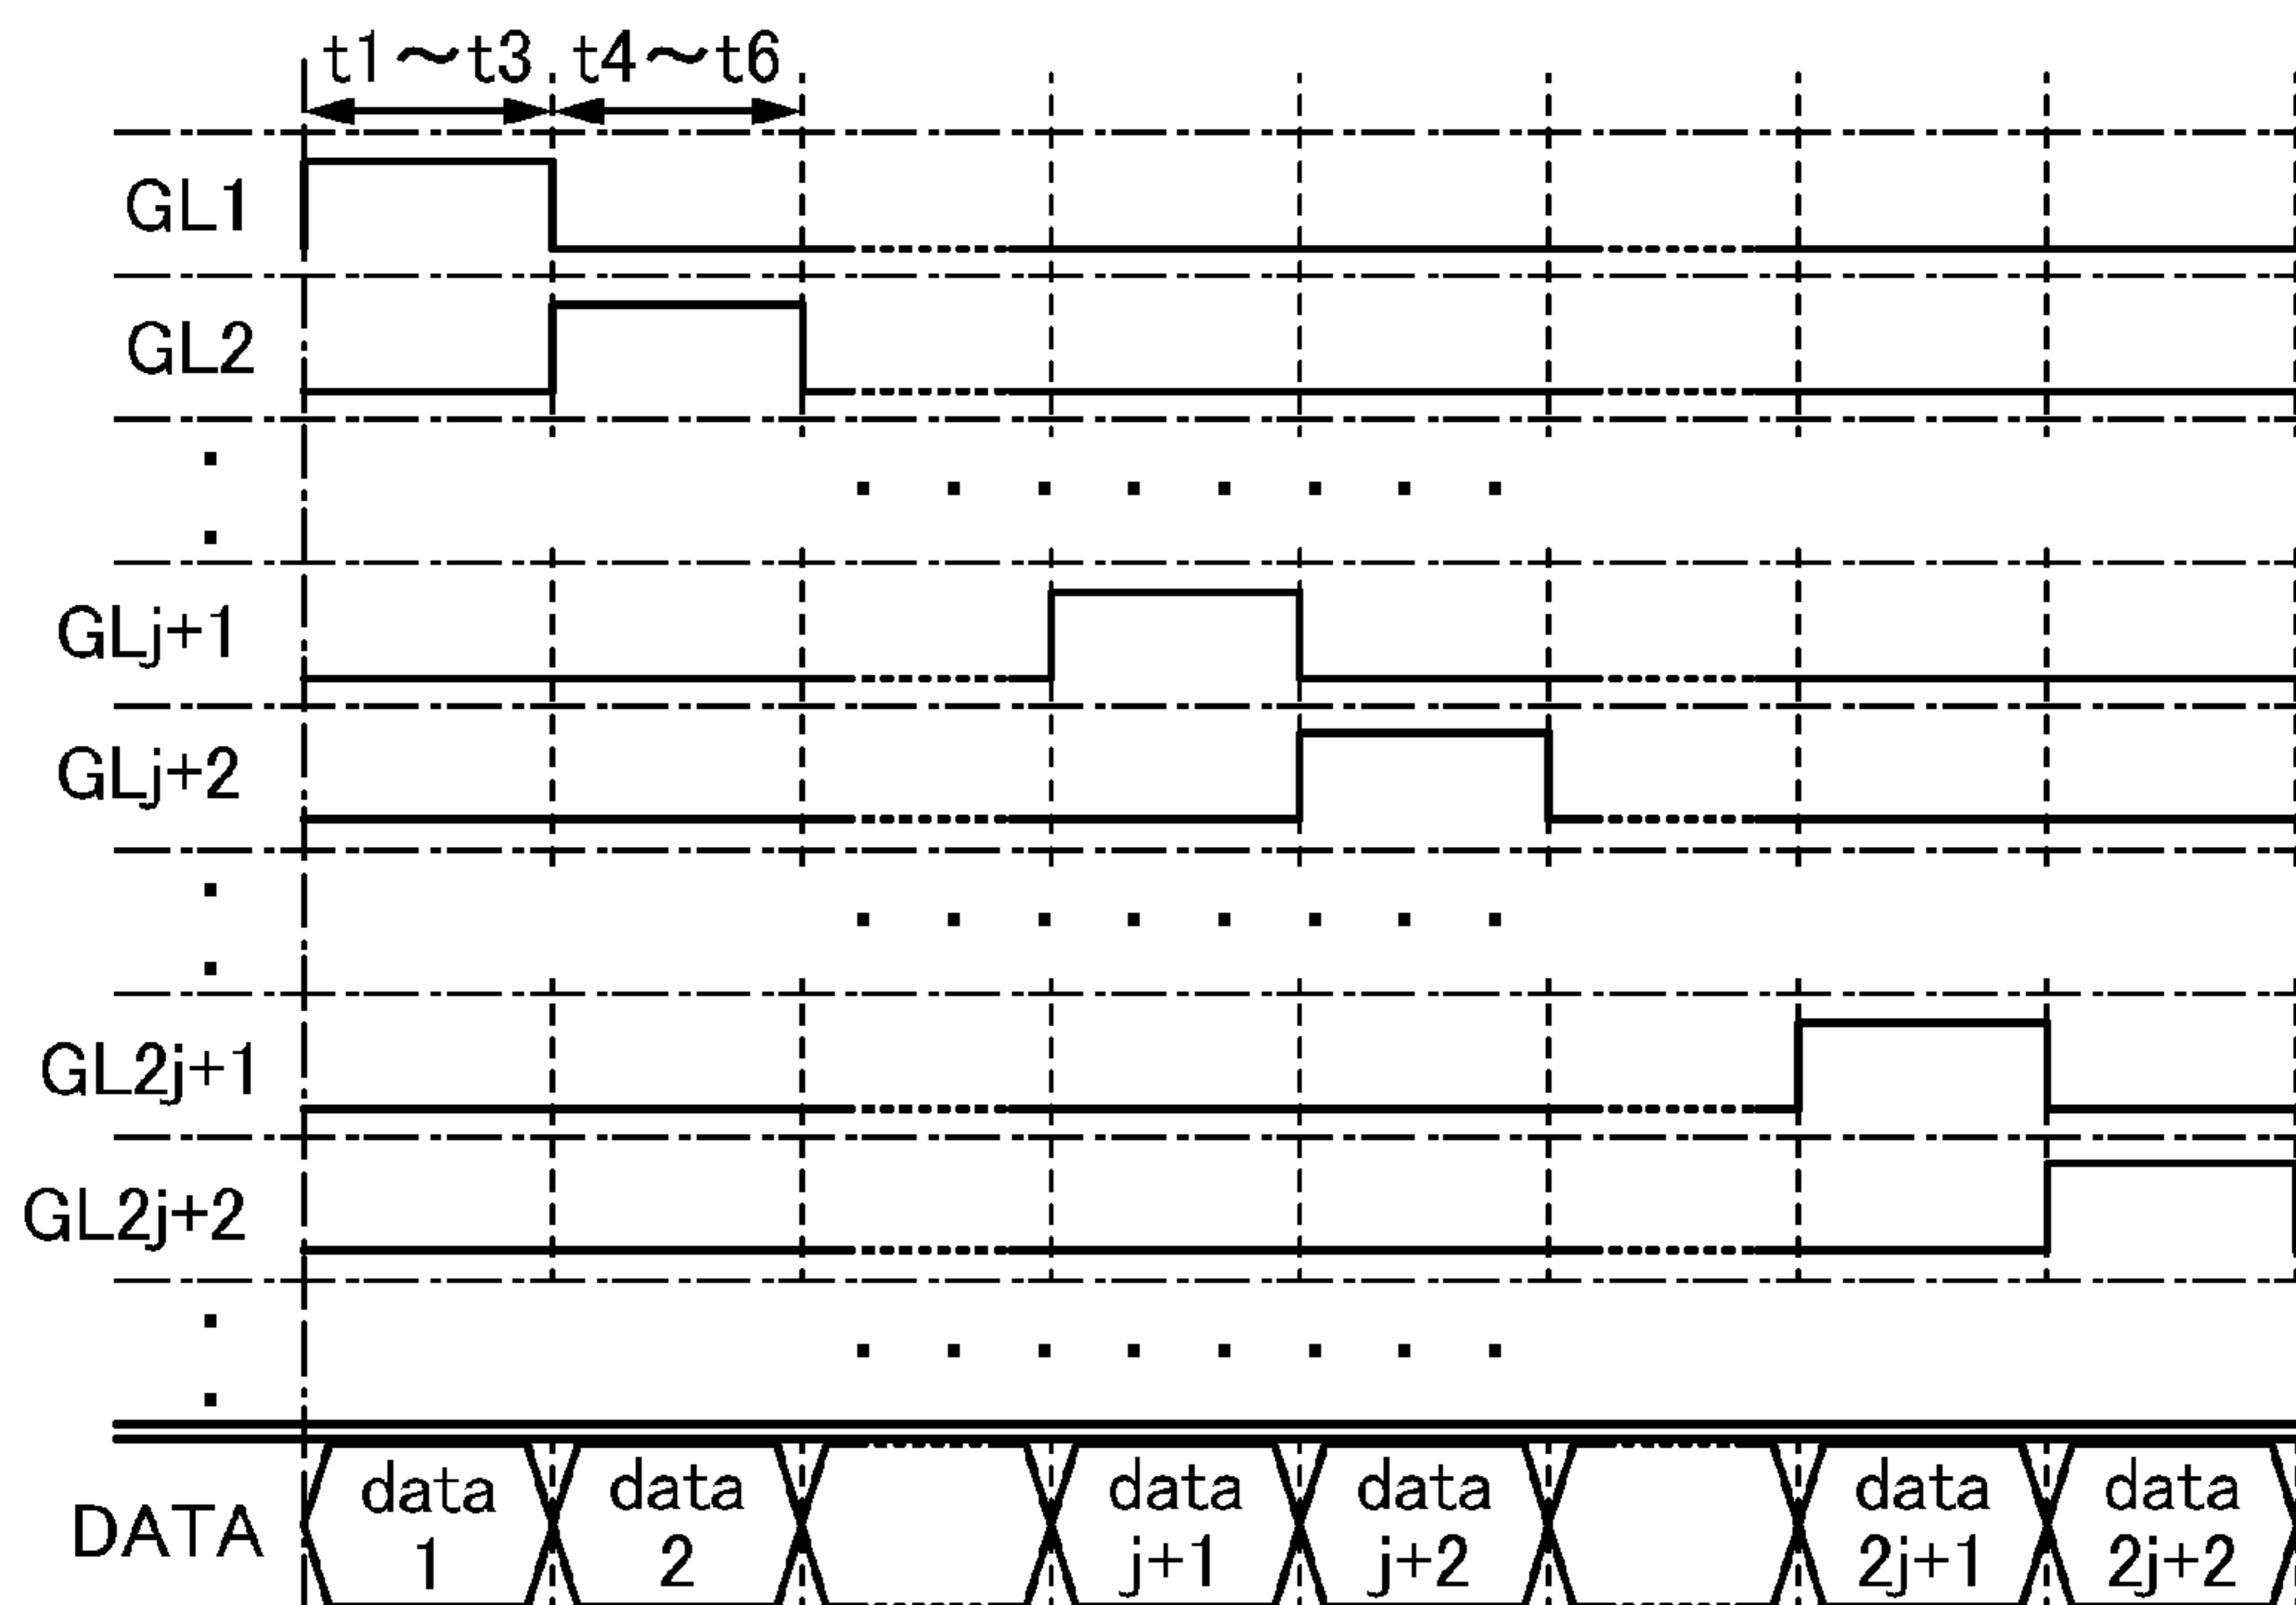 t1～t3 t4～t6
GL1
GL2
GLj+1
GLj+2
GL2j+1
GL2j+2
DATA
data 1
data 2
data j+1
data j+2
data 2j+1
data 2j+2